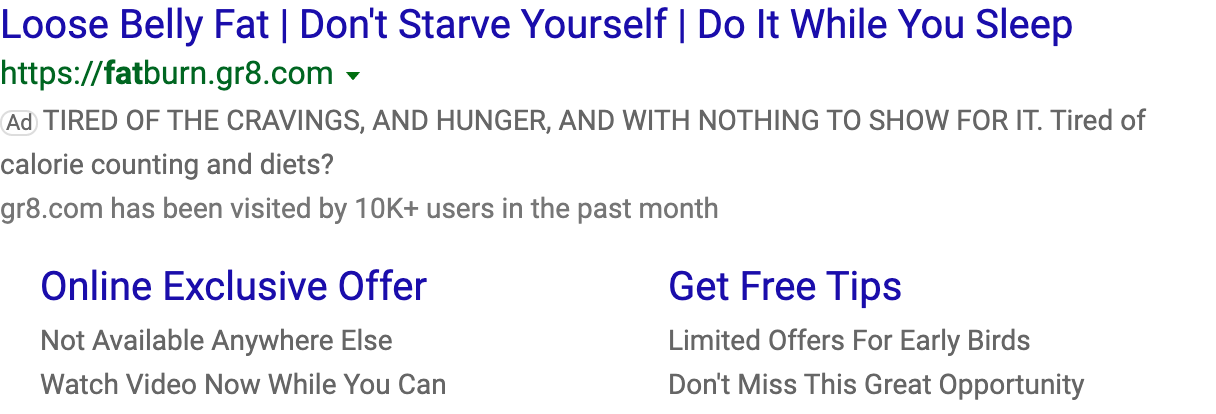 Loose Belly Fat | Don't Starve Yourself | Do It While You Sleep
https://fatburn.gr8.com
Ad TIRED OF THE CRAVINGS, AND HUNGER, AND WITH NOTHING TO SHOW FOR IT. Tired of
calorie counting and diets?
gr8.com has been visited by 10K+ users in the past month
Online Exclusive Offer
Not Available Anywhere Else
Watch Video Now While You Can
Get Free Tips
Limited Offers For Early Birds
Don't Miss This Great Opportunity